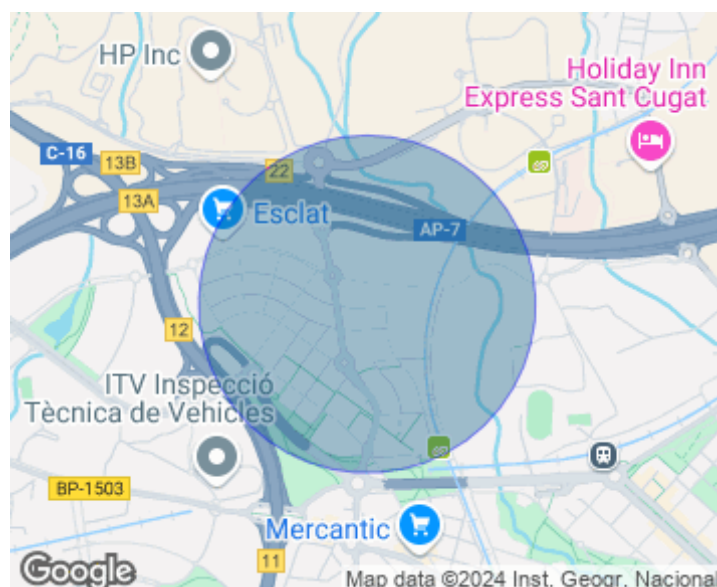 HP Inc
Holiday Inn
Express Sant Cugat
C-16
13B
22
13A
Esclat
AP-7
12
ITV Inspecció
Tècnica de Vehicles
BP-1503
Mercantic
11
Google
Map data ©2024 Inst. Geogr. Nacional